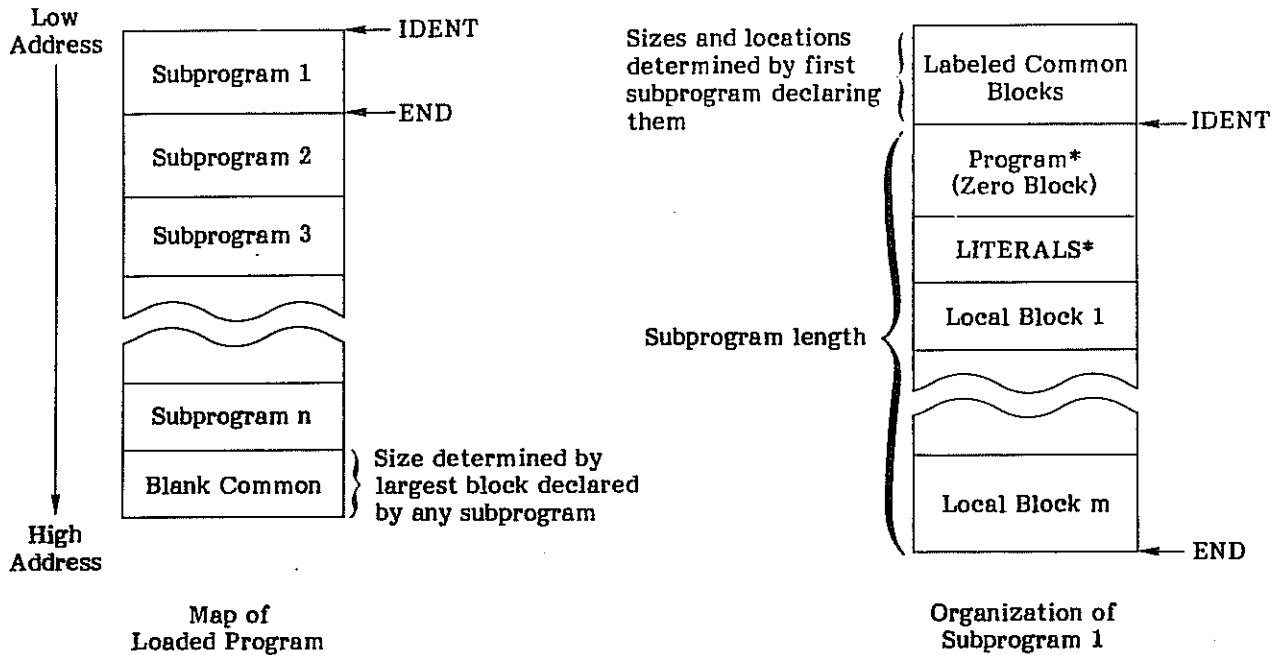 Low
Address
IDENT
Subprogram 1
END
Subprogram 2
Subprogram 3
Subprogram n
Blank Common
Size determined by
largest block declared
by any subprogram
High
Address
Map of
Loaded Program
Sizes and locations
determined by first
subprogram declaring
them
Labeled Common
Blocks
IDENT
Program*
(Zero Block)
LITERALS*
Local Block 1
Subprogram length
Local Block m
END
Organization of
Subprogram 1